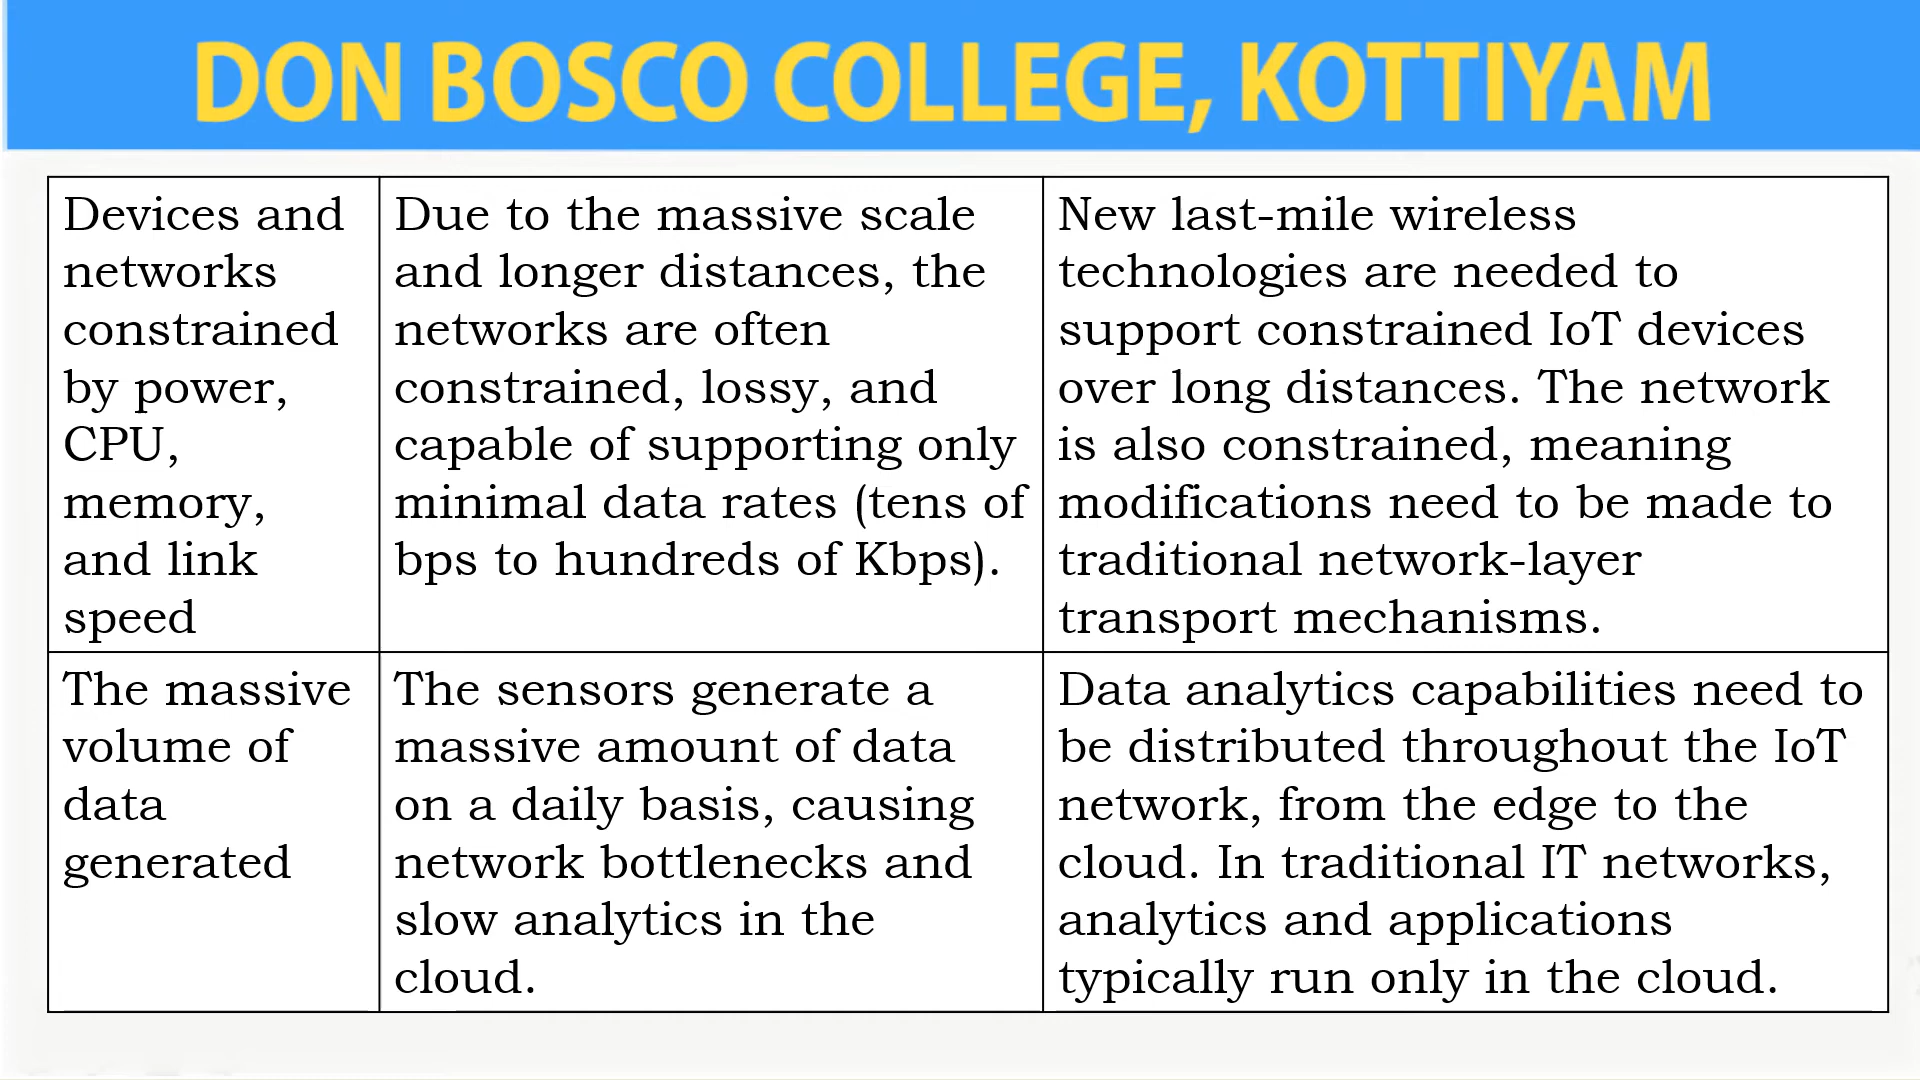 DON BOSCO COLLEGE, KOTTIYAM
Devices and
networks
constrained
by power,
CPU,
memory,
and link
speed
Due to the massive scale
and longer distances, the
networks are often
constrained, lossy, and
capable of supporting only
minimal data rates (tens of
bps to hundreds of Kbps).
New last-mile wireless
technologies are needed to
support constrained IoT devices
over long distances. The network
is also constrained, meaning
modifications need to be made to
traditional network-layer
transport mechanisms.
The massive
volume of
data
generated
The sensors generate a
massive amount of data
on a daily basis, causing
network bottlenecks and
slow analytics in the
cloud.
Data analytics capabilities need to
be distributed throughout the IoT
network, from the edge to the
cloud. In traditional IT networks,
analytics and applications
typically run only in the cloud.